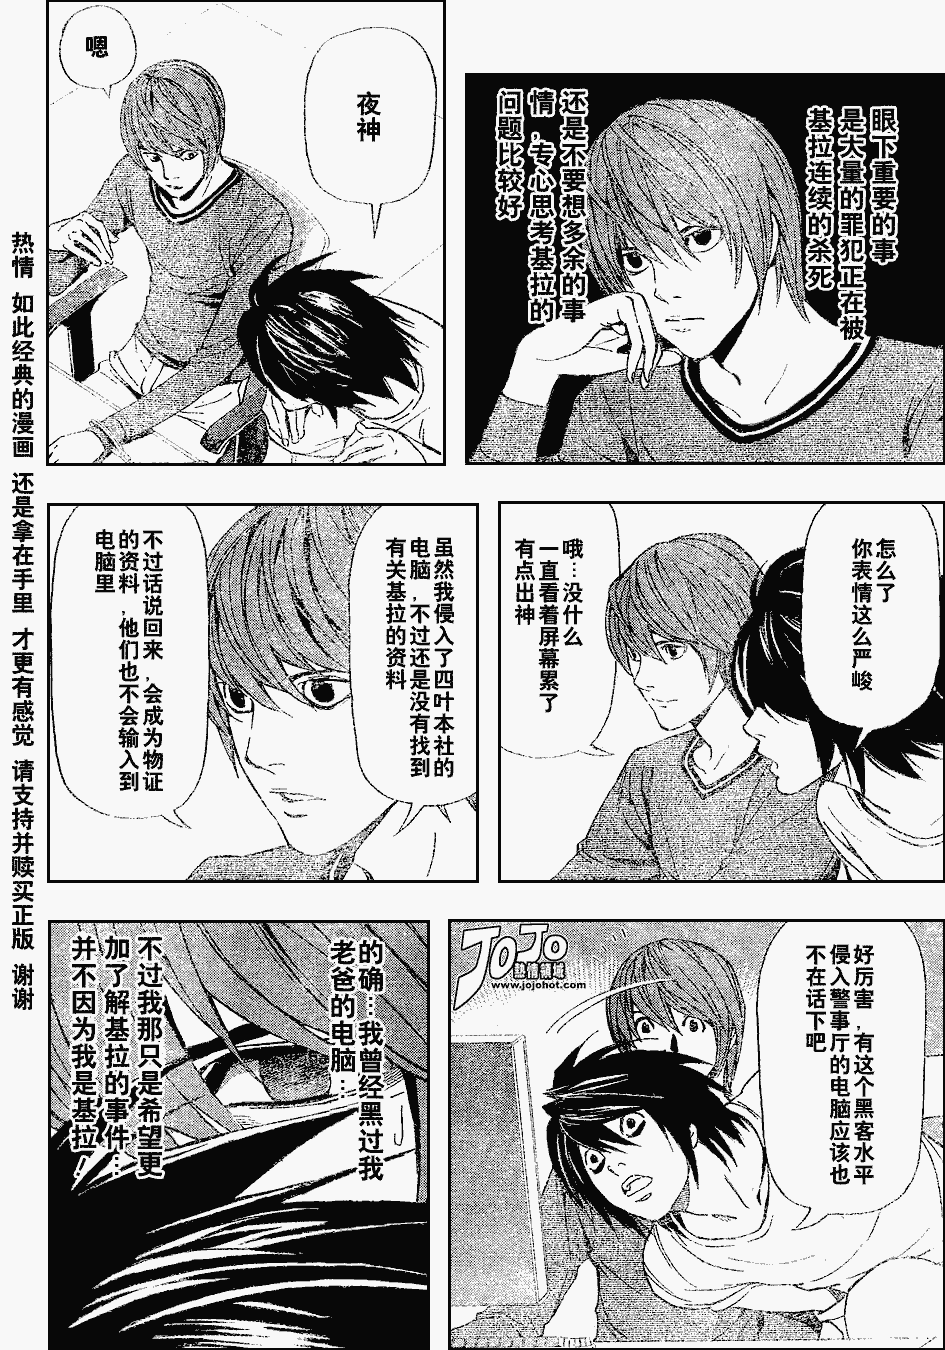 眼下重要的事
是大量的罪犯正在被
基拉连续的杀死
还是不要想多余的事
情，专心思考基拉的
问题比较好
夜神
嗯
怎么了
你表情这么严峻
哦…没什么
一直看着屏幕累了
有点出神
虽然我侵入了四叶本社的
电脑，不过还是没有找到
有关基拉的资料
不过话说回来，会成为物证
的资料，他们也不会输入到
电脑里
好厉害，有这个黑客水平
侵入警事厅的电脑应该也
不在话下吧
JOJO
热情领域
www.jojohot.com
的确…我曾经黑过我
老爸的电脑…
不过我那只是希望更
加了解基拉的事件…
并不因为我是基拉！
热情 如此经典的漫画 还是拿在手里 才更有感觉 请支持并赎买正版 谢谢